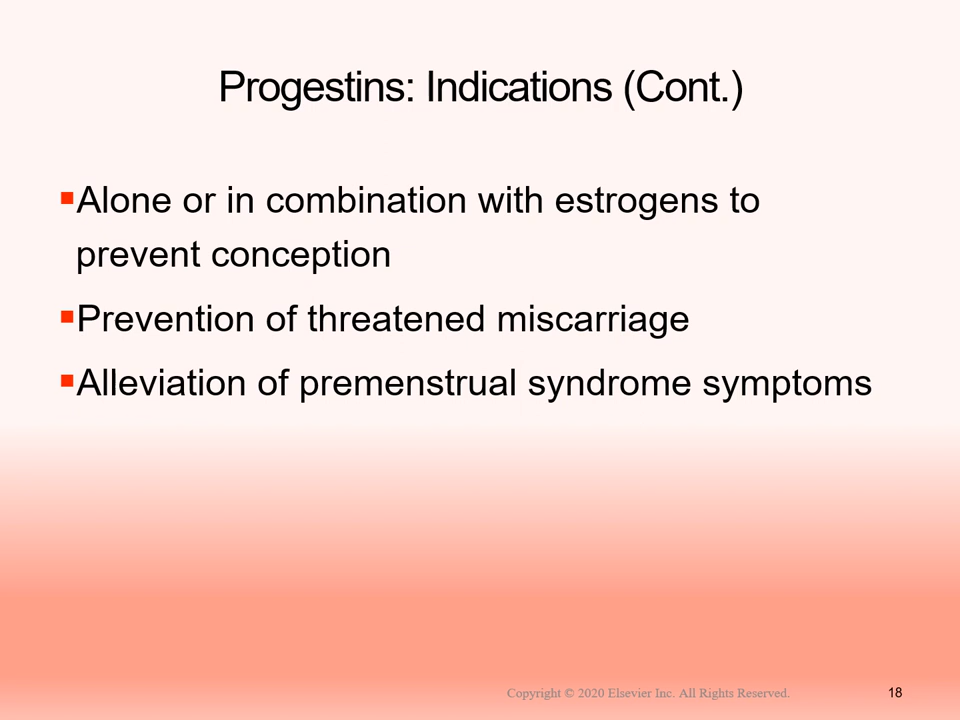 Progestins: Indications (Cont.)
▪Alone or in combination with estrogens to
prevent conception
▪Prevention of threatened miscarriage
▪Alleviation of premenstrual syndrome symptoms
Copyright © 2020 Elsevier Inc. All Rights Reserved.
18